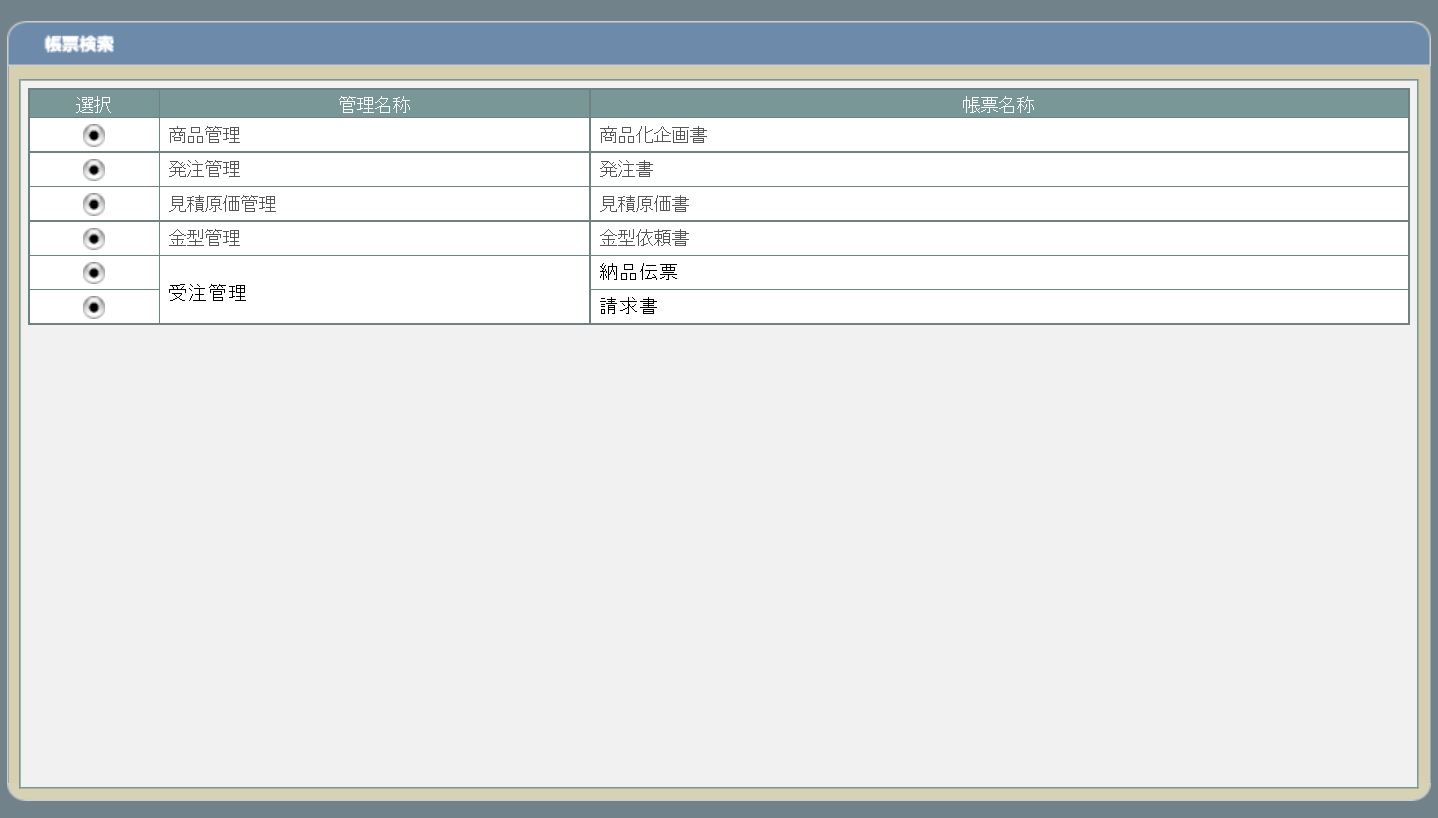 帳票検索
選択 管理名称 帳票名称
商品管理 商品化企画書
発注管理 発注書
見積原価管理 見積原価書
金型管理 金型依頼書
受注管理 納品伝票
請求書